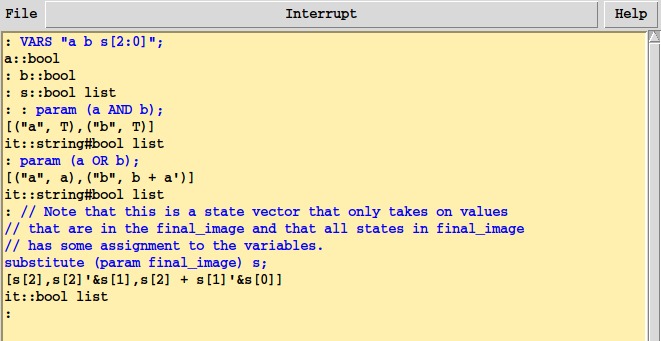 File Interrupt Help
: VARS "a b s[2:0]";
a::bool
: b::bool
: s::bool list
: : param (a AND b);
[("a", T),("b", T)]
it::string#bool list
: param (a OR b);
[("a", a),("b", b + a')]
it::string#bool list
: // Note that this is a state vector that only takes on values
// that are in the final_image and that all states in final_image
// has some assignment to the variables.
substitute (param final_image) s;
[s[2],s[2]'&s[1],s[2] + s[1]'&s[0]]
it::bool list
: